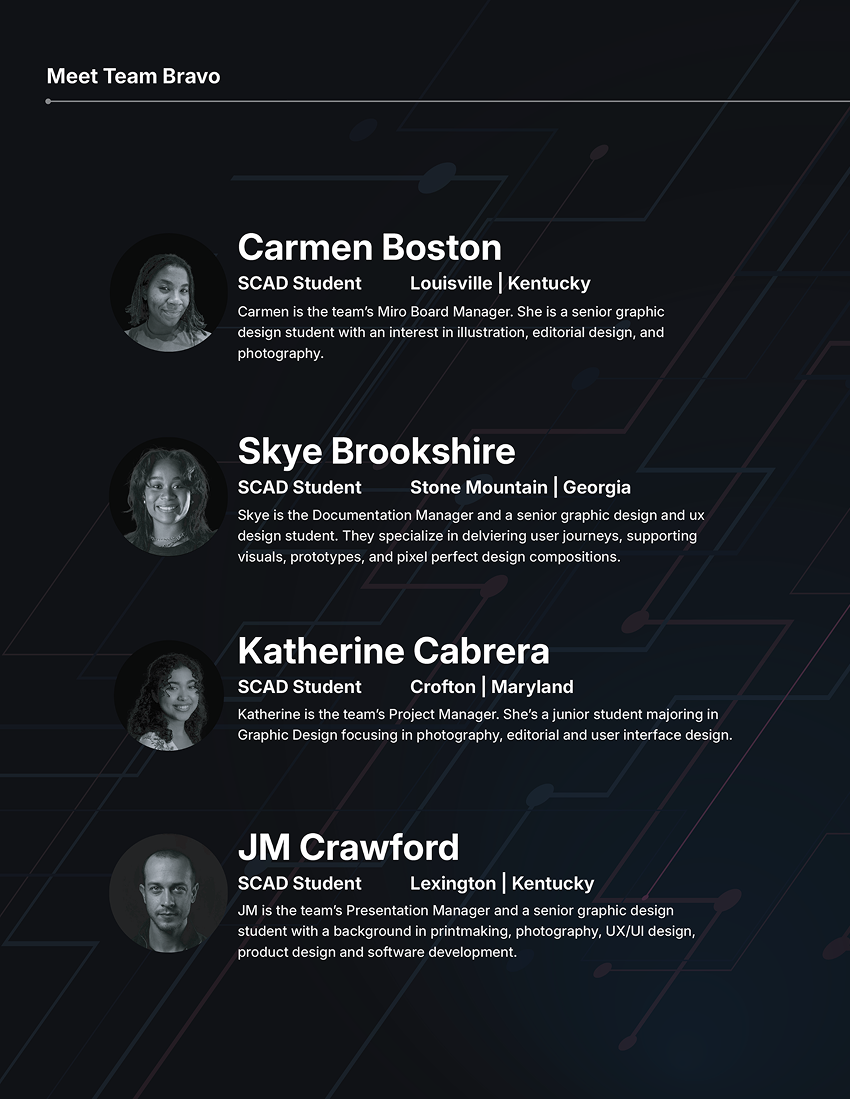 Meet Team Bravo
Carmen Boston
SCAD Student Louisville | Kentucky
Carmen is the team’s Miro Board Manager. She is a senior graphic
design student with an interest in illustration, editorial design, and
photography.
Skye Brookshire
SCAD Student Stone Mountain | Georgia
Skye is the Documentation Manager and a senior graphic design and ux
design student. They specialize in delviering user journeys, supporting
visuals, prototypes, and pixel perfect design compositions.
Katherine Cabrera
SCAD Student Crofton | Maryland
Katherine is the team’s Project Manager. She’s a junior student majoring in
Graphic Design focusing in photography, editorial and user interface design.
JM Crawford
SCAD Student Lexington | Kentucky
JM is the team’s Presentation Manager and a senior graphic design
student with a background in printmaking, photography, UX/UI design,
product design and software development.